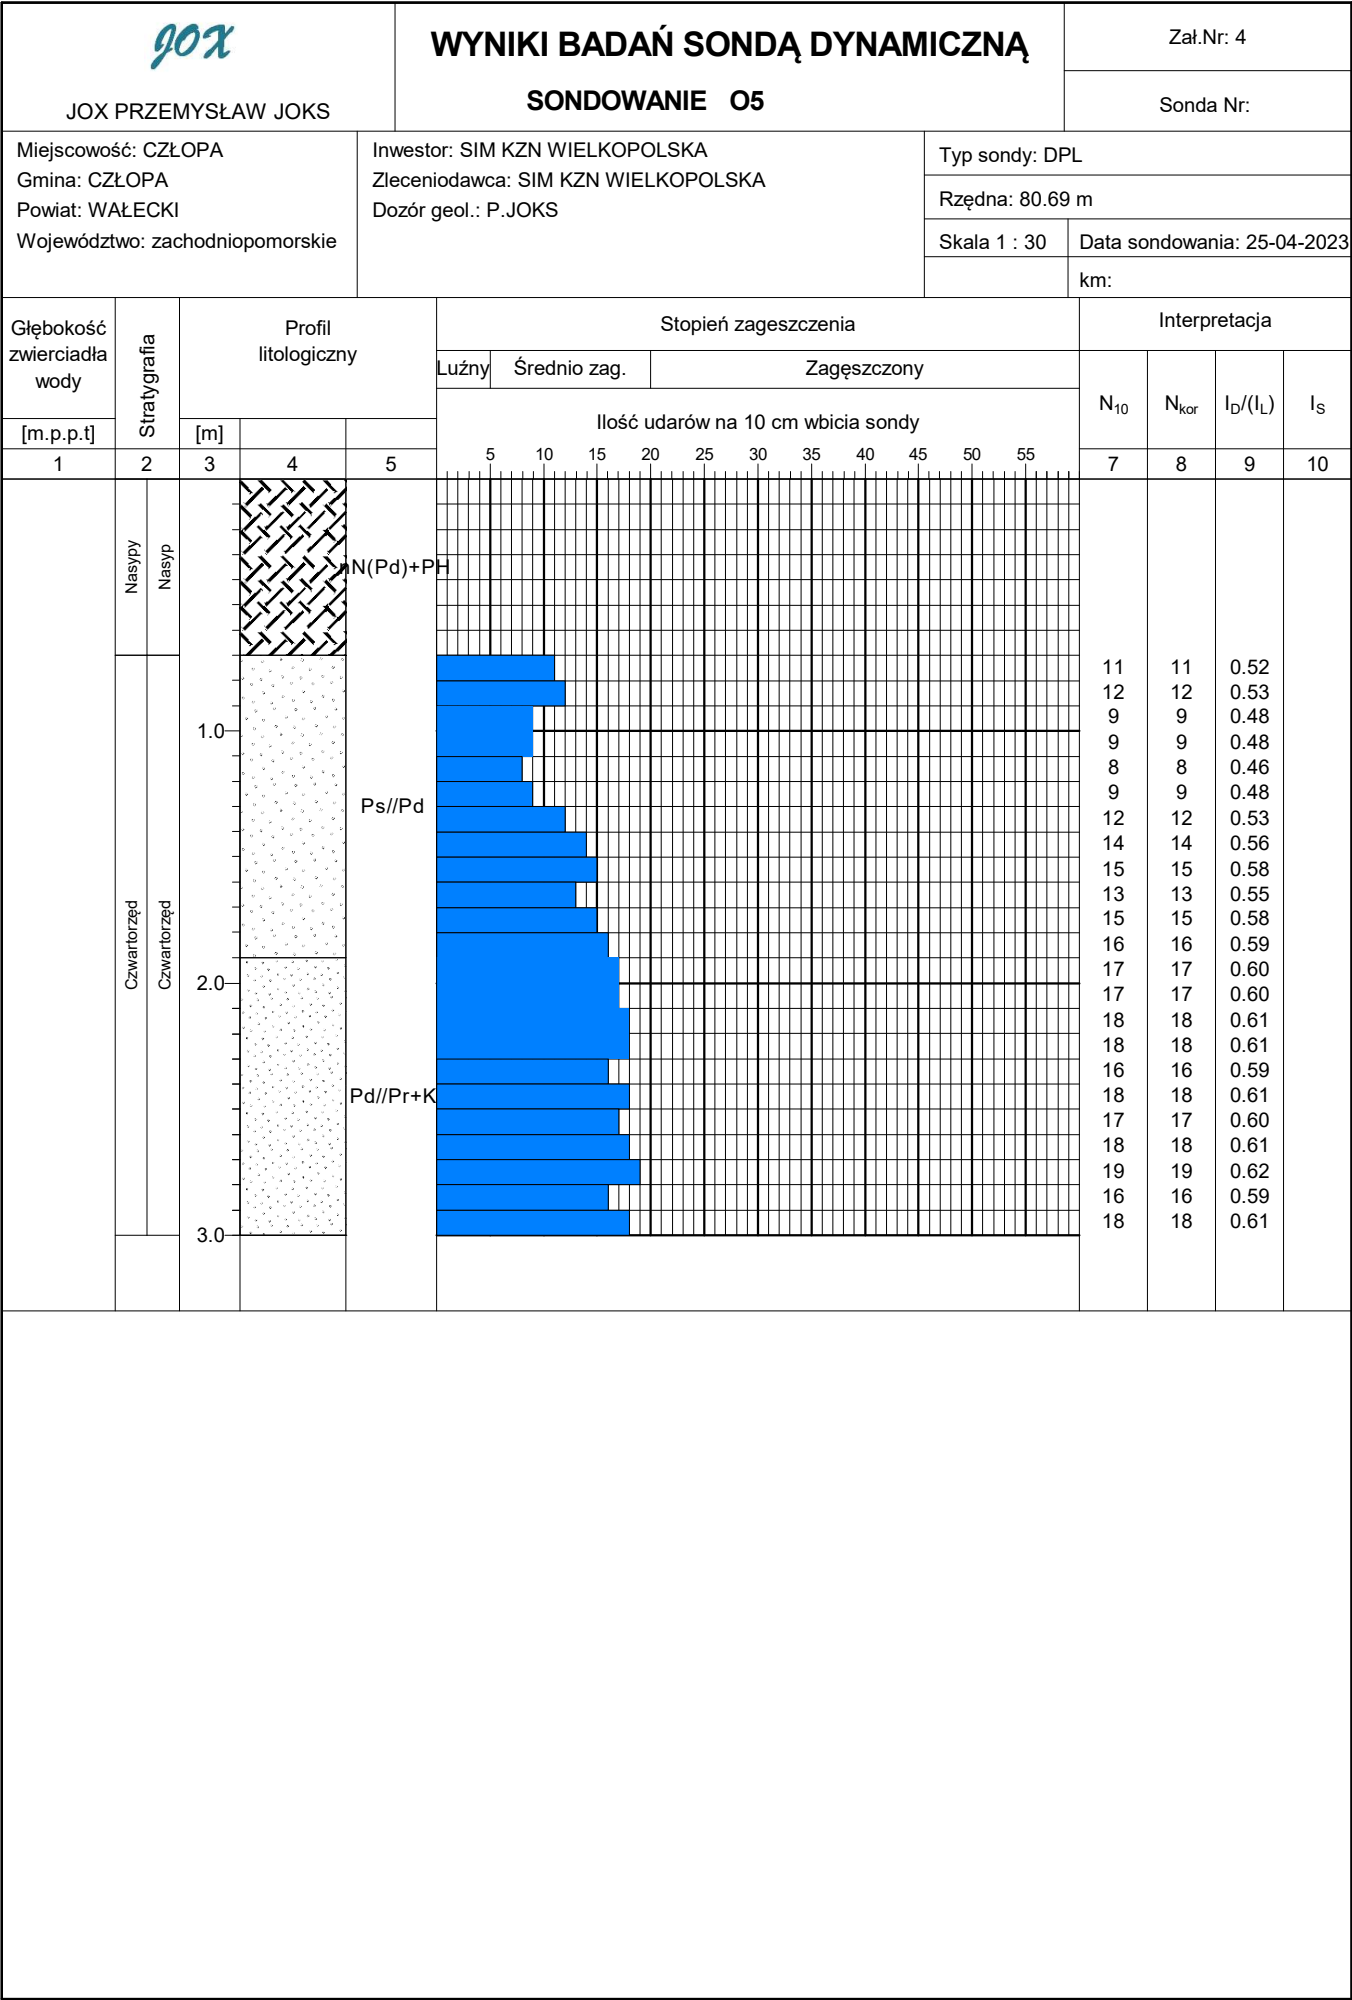 JOX
JOX PRZEMYSŁAW JOKS
WYNIKI BADAŃ SONDĄ DYNAMICZNĄ
SONDOWANIE O5
Zał.Nr: 4
Sonda Nr:
Miejscowość: CZŁOPA
Gmina: CZŁOPA
Powiat: WAŁECKI
Województwo: zachodniopomorskie
Inwestor: SIM KZN WIELKOPOLSKA
Zleceniodawca: SIM KZN WIELKOPOLSKA
Dozór geol.: P.JOKS
Typ sondy: DPL
Rzędna: 80.69 m
Skala 1 : 30
Data sondowania: 25-04-2023
km:
Głębokość
zwierciadła
wody
[m.p.p.t]
Stratygrafia
Profil
litologiczny
[m]
Stopień zageszczenia
Luźny
Średnio zag.
Zagęszczony
Ilość udarów na 10 cm wbicia sondy
5 10 15 20 25 30 35 40 45 50 55
Interpretacja
N10 Nkor ID/(IL) IS
1 2 3 4 5 7 8 9 10
Nasypy
Nasyp
nN(Pd)+PH
Czwartorzęd
Czwartorzęd
1.0
2.0
3.0
Ps//Pd
Pd//Pr+K
11 11 0.52
12 12 0.53
9 9 0.48
9 9 0.48
8 8 0.46
9 9 0.48
12 12 0.53
14 14 0.56
15 15 0.58
13 13 0.55
15 15 0.58
16 16 0.59
17 17 0.60
17 17 0.60
18 18 0.61
18 18 0.61
16 16 0.59
18 18 0.61
17 17 0.60
18 18 0.61
19 19 0.62
16 16 0.59
18 18 0.61